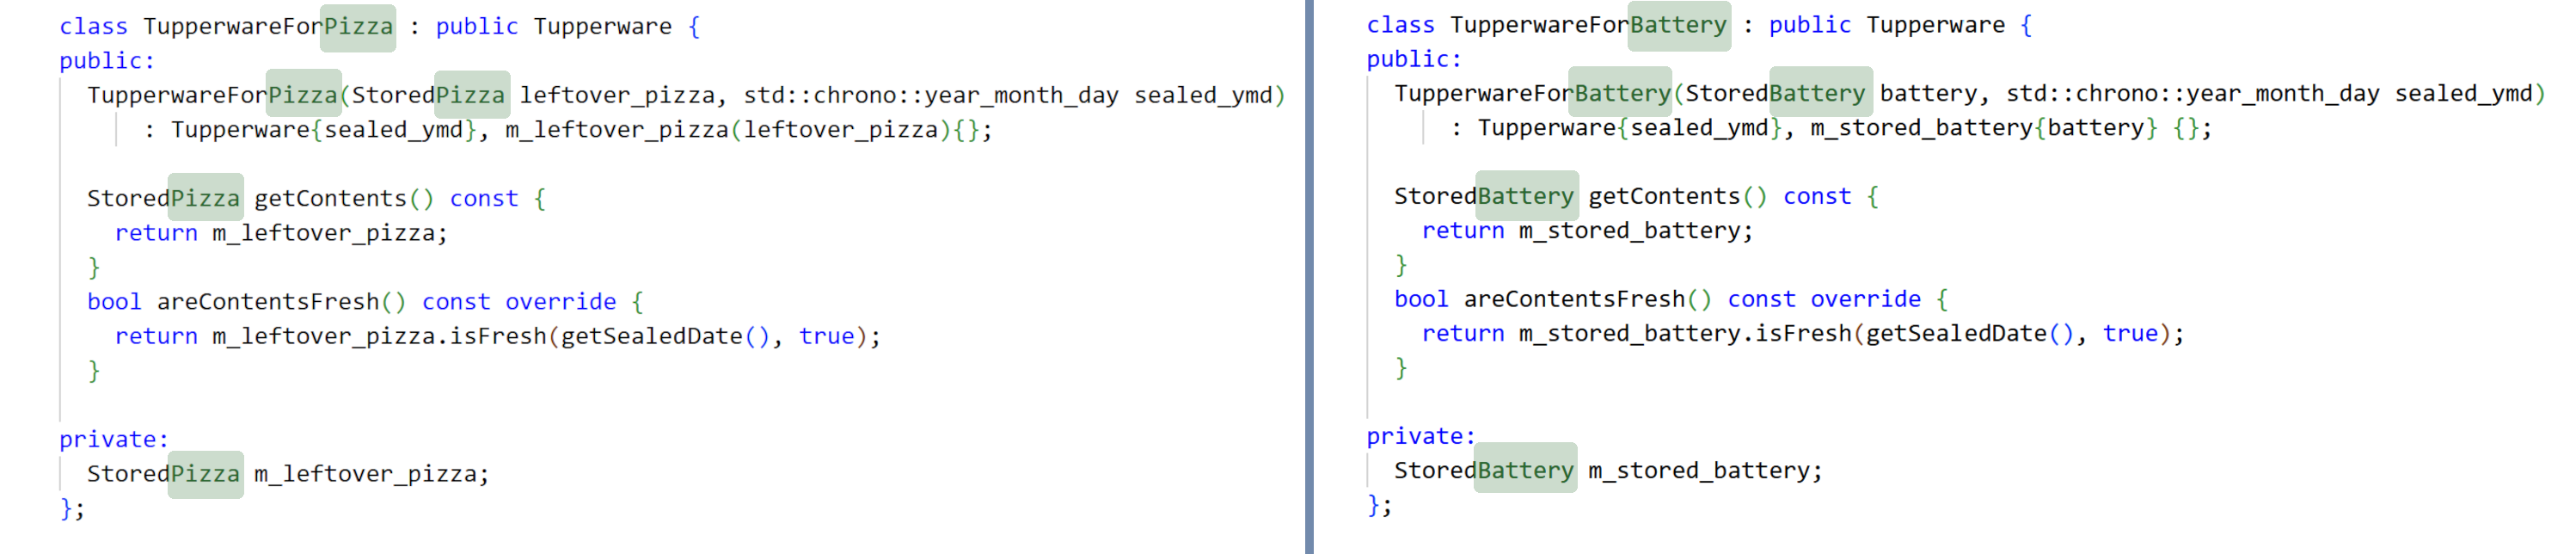 class TupperwareForPizza : public Tupperware {
public:
  TupperwareForPizza(StoredPizza leftover_pizza, std::chrono::year_month_day sealed_ymd)
      : Tupperware{sealed_ymd}, m_leftover_pizza(leftover_pizza){};

  StoredPizza getContents() const {
    return m_leftover_pizza;
  }
  bool areContentsFresh() const override {
    return m_leftover_pizza.isFresh(getSealedDate(), true);
  }

private:
  StoredPizza m_leftover_pizza;
};
class TupperwareForBattery : public Tupperware {
public:
  TupperwareForBattery(StoredBattery battery, std::chrono::year_month_day sealed_ymd)
      : Tupperware{sealed_ymd}, m_stored_battery{battery} {};

  StoredBattery getContents() const {
    return m_stored_battery;
  }
  bool areContentsFresh() const override {
    return m_stored_battery.isFresh(getSealedDate(), true);
  }

private:
  StoredBattery m_stored_battery;
};